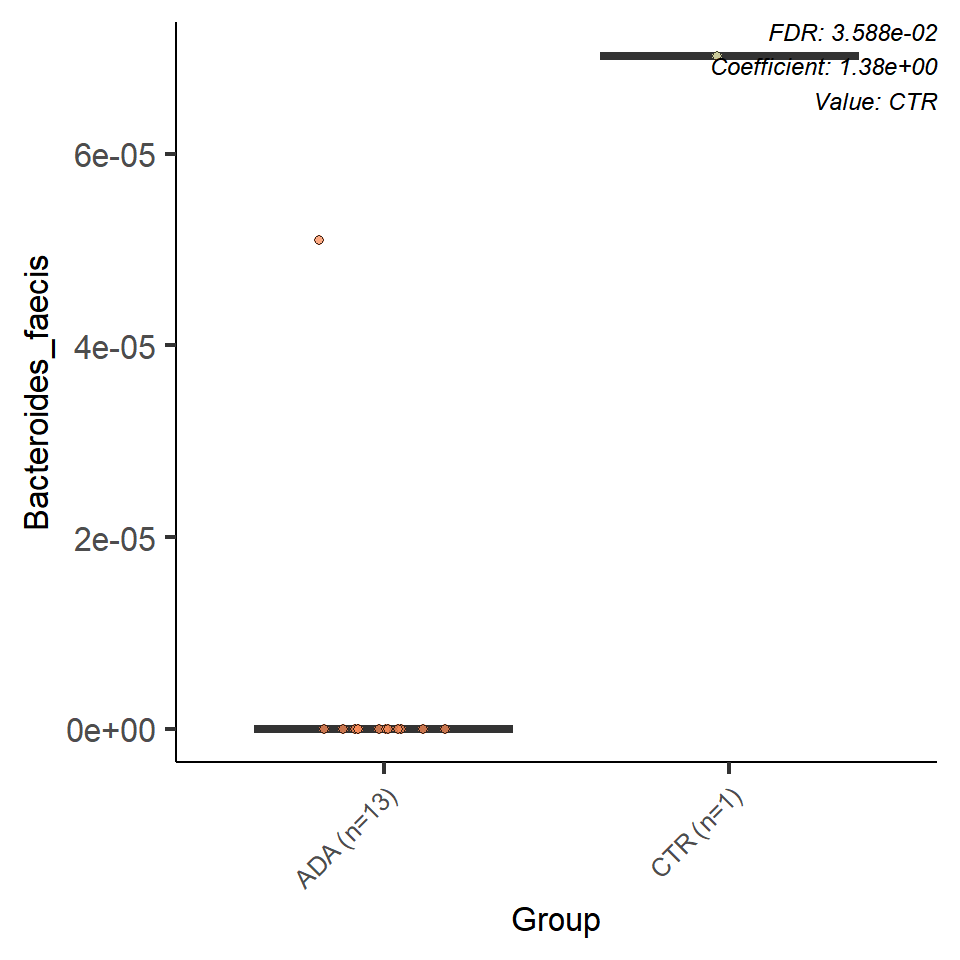 FDR: 3.588e-02
Coefficient: 1.38e+00
Value: CTR
Bacteroides_faecis
6e-05
4e-05
2e-05
0e+00
ADA (n=13)
CTR (n=1)
Group